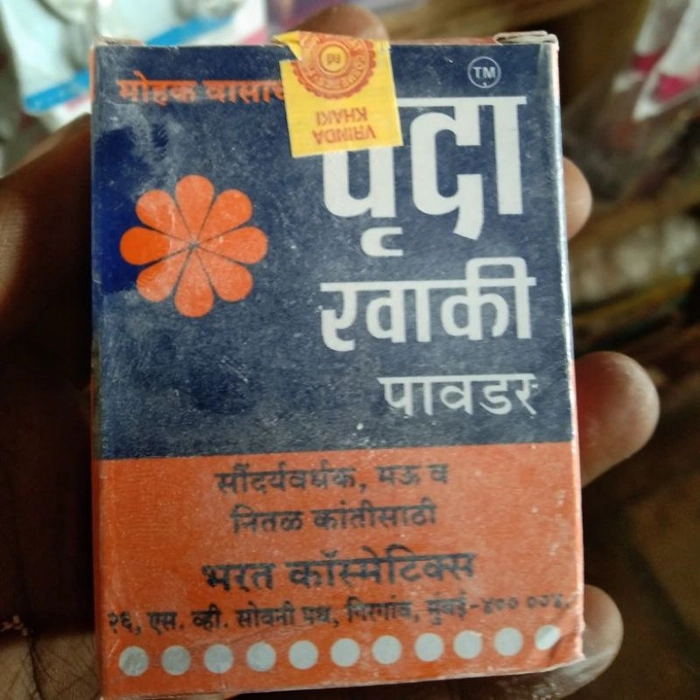 मोहक
TM
VRINDA
KHAKI
वृंदा
खाकी
पावडर
सौंदर्यवर्धक, मऊ व
नितळ कांतीसाठी
भरत कॉस्मेटिक्स
२६, एस. व्ही. सोवनी पथ, गिरगांव, मुंबई-४०० ००४.